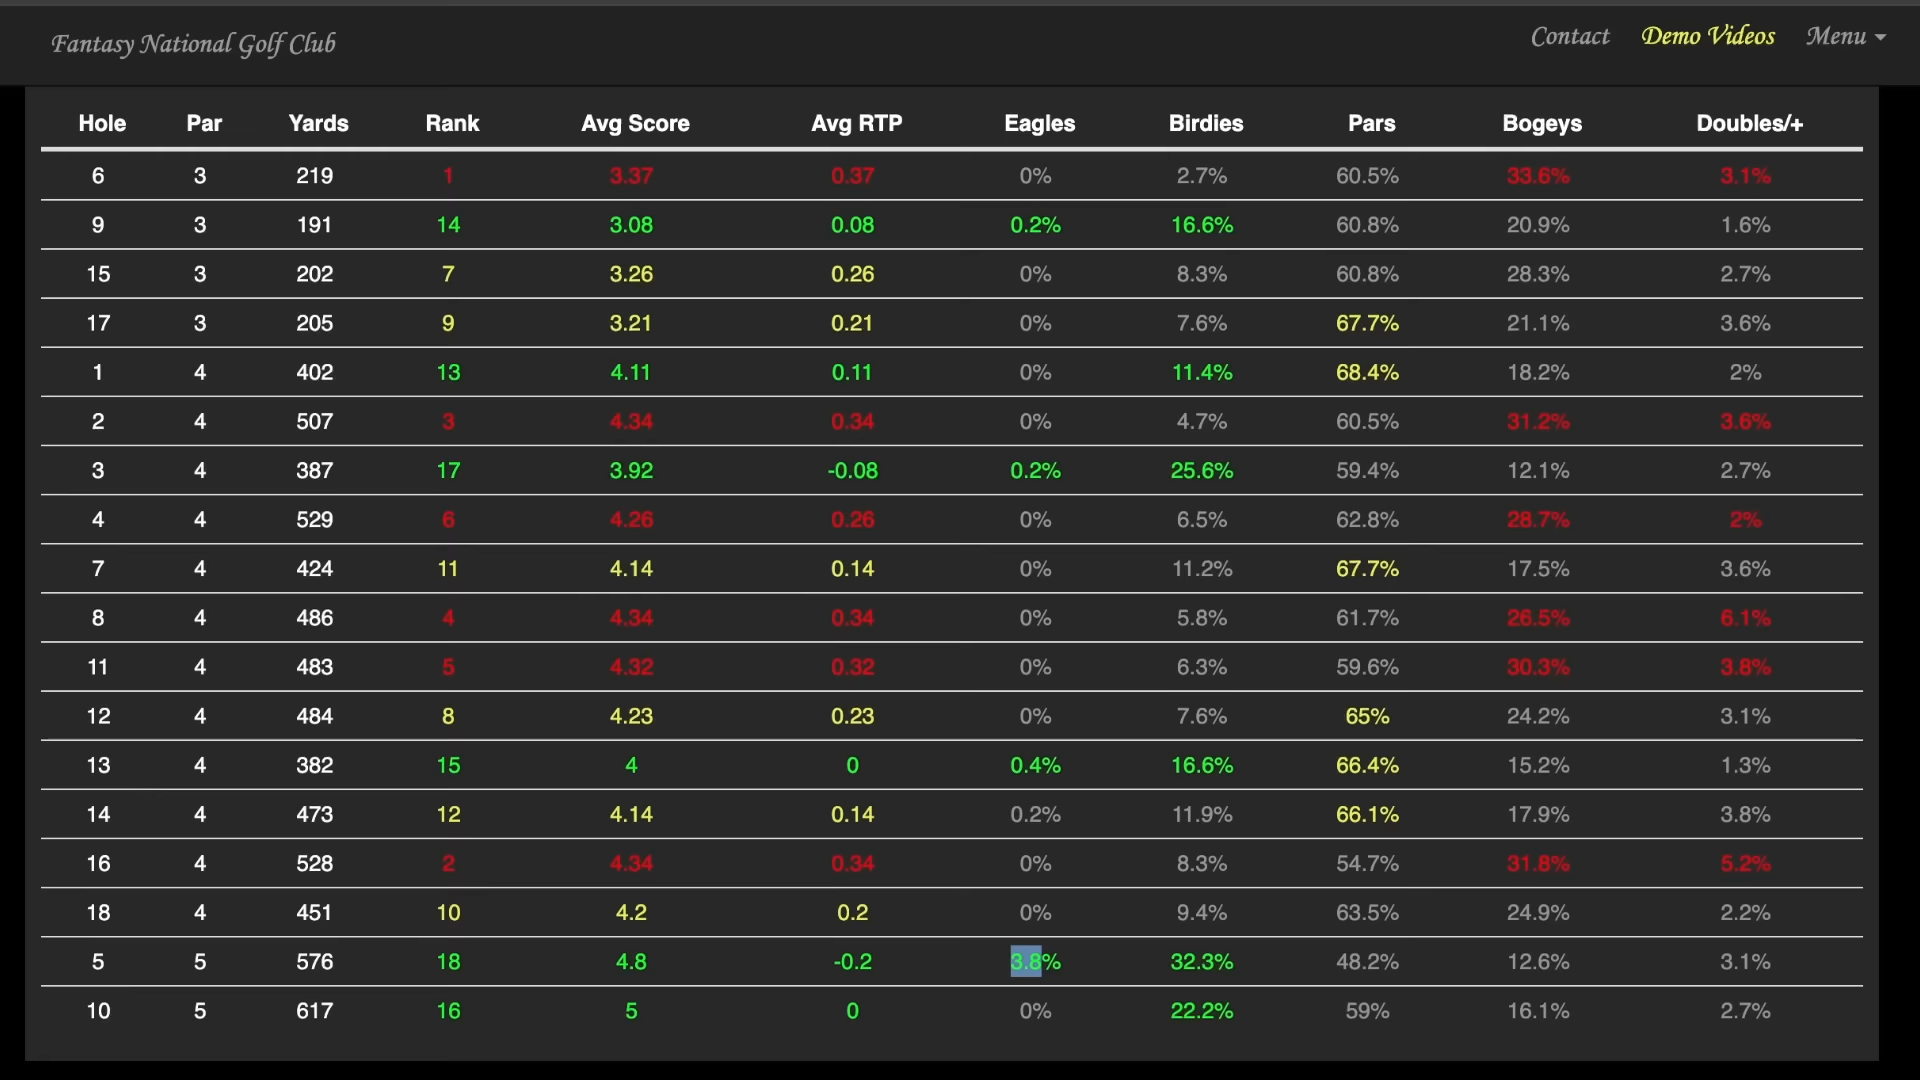 Fantasy National Golf Club Contact Demo Videos Menu
Hole Par Yards Rank Avg Score Avg RTP Eagles Birdies Pars Bogeys Doubles/+
6 3 219 1 3.37 0.37 0% 2.7% 60.5% 33.6% 3.1%
9 3 191 14 3.08 0.08 0.2% 16.6% 60.8% 20.9% 1.6%
15 3 202 7 3.26 0.26 0% 8.3% 60.8% 28.3% 2.7%
17 3 205 9 3.21 0.21 0% 7.6% 67.7% 21.1% 3.6%
1 4 402 13 4.11 0.11 0% 11.4% 68.4% 18.2% 2%
2 4 507 3 4.34 0.34 0% 4.7% 60.5% 31.2% 3.6%
3 4 387 17 3.92 -0.08 0.2% 25.6% 59.4% 12.1% 2.7%
4 4 529 6 4.26 0.26 0% 6.5% 62.8% 28.7% 2%
7 4 424 11 4.14 0.14 0% 11.2% 67.7% 17.5% 3.6%
8 4 486 4 4.34 0.34 0% 5.8% 61.7% 26.5% 6.1%
11 4 483 5 4.32 0.32 0% 6.3% 59.6% 30.3% 3.8%
12 4 484 8 4.23 0.23 0% 7.6% 65% 24.2% 3.1%
13 4 382 15 4 0 0.4% 16.6% 66.4% 15.2% 1.3%
14 4 473 12 4.14 0.14 0.2% 11.9% 66.1% 17.9% 3.8%
16 4 528 2 4.34 0.34 0% 8.3% 54.7% 31.8% 5.2%
18 4 451 10 4.2 0.2 0% 9.4% 63.5% 24.9% 2.2%
5 5 576 18 4.8 -0.2 3.8% 32.3% 48.2% 12.6% 3.1%
10 5 617 16 5 0 0% 22.2% 59% 16.1% 2.7%